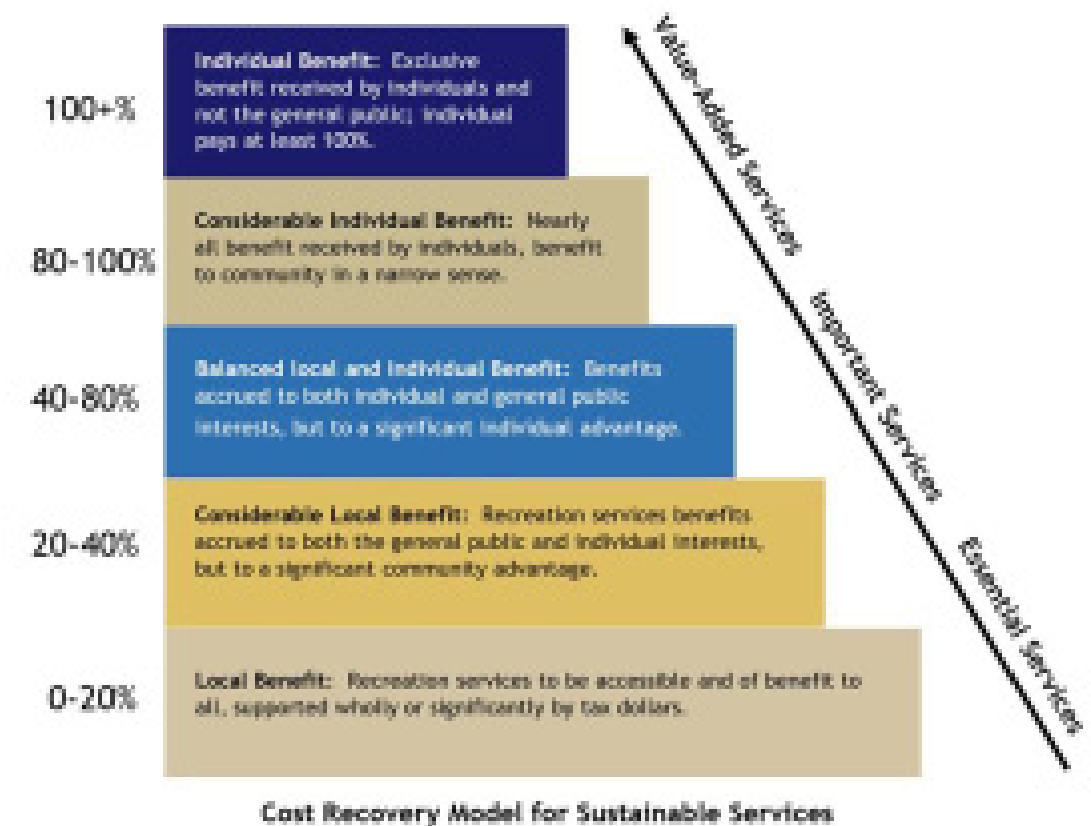 100+%
Individual Benefit: Exclusive
benefit received by individuals and
not the general public; individual
pays at least 100%.
80-100%
Considerable Individual Benefit: Nearly
all benefit received by individuals, benefit
to community in a narrow sense.
40-80%
Balanced local and Individual Benefit: Benefits
accrued to both individual and general public
interests, but to a significant individual advantage.
20-40%
Considerable Local Benefit: Recreation services benefits
accrued to both the general public and individual interests,
but to a significant community advantage.
0-20%
Local Benefit: Recreation services to be accessible and of benefit to
all, supported wholly or significantly by tax dollars.
Value-Added Services
Important Services
Essential Services
Cost Recovery Model for Sustainable Services